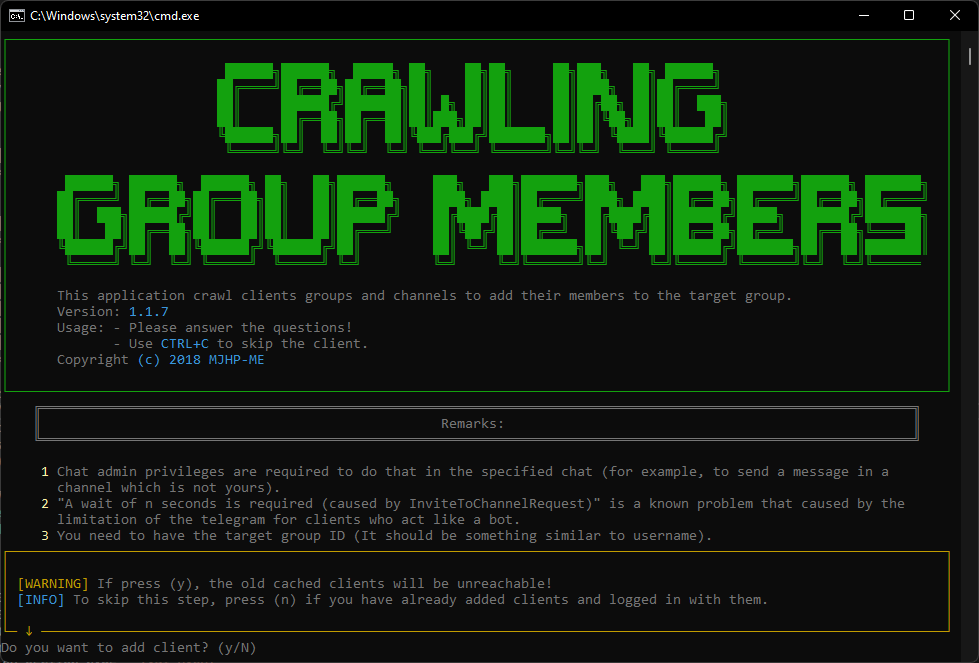 C:\Windows\system32\cmd.exe
CRAWLING
GROUP MEMBERS
This application crawl clients groups and channels to add their members to the target group.
Version: 1.1.7
Usage: - Please answer the questions!
- Use CTRL+C to skip the client.
Copyright (c) 2018 MJHP-ME
Remarks:
1 Chat admin privileges are required to do that in the specified chat (for example, to send a message in a
channel which is not yours).
2 "A wait of n seconds is required (caused by InviteToChannelRequest)" is a known problem that caused by the
limitation of the telegram for clients who act like a bot.
3 You need to have the target group ID (It should be something similar to username).
[WARNING] If press (y), the old cached clients will be unreachable!
[INFO] To skip this step, press (n) if you have already added clients and logged in with them.
↓
Do you want to add client? (y/N)